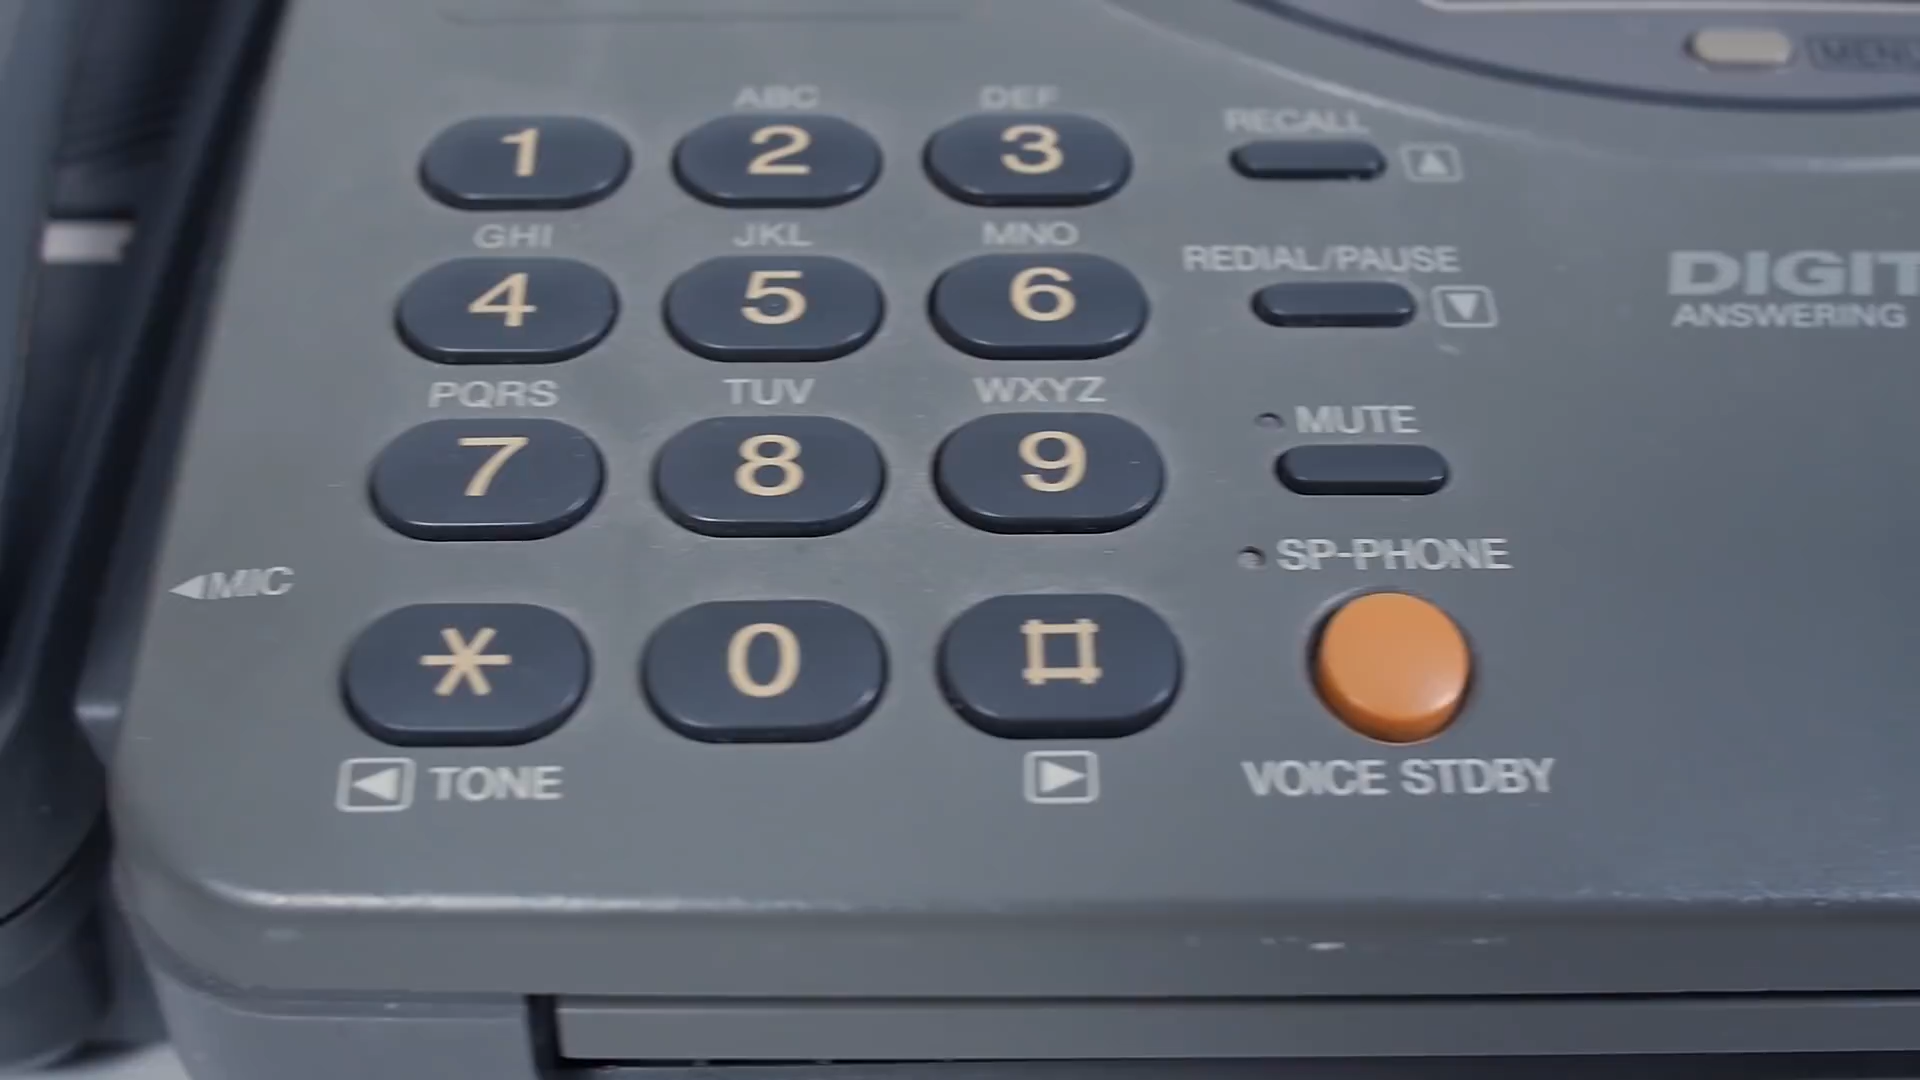 ABC DEF
1 2 3
RECALL
▲
GHI JKL MNO
4 5 6
REDIAL/PAUSE
▼
PQRS TUV WXYZ
7 8 9
MUTE
◀MIC
* 0 #
SP-PHONE
◀ TONE
▶
VOICE STDBY
MENU
DIGIT
ANSWERING